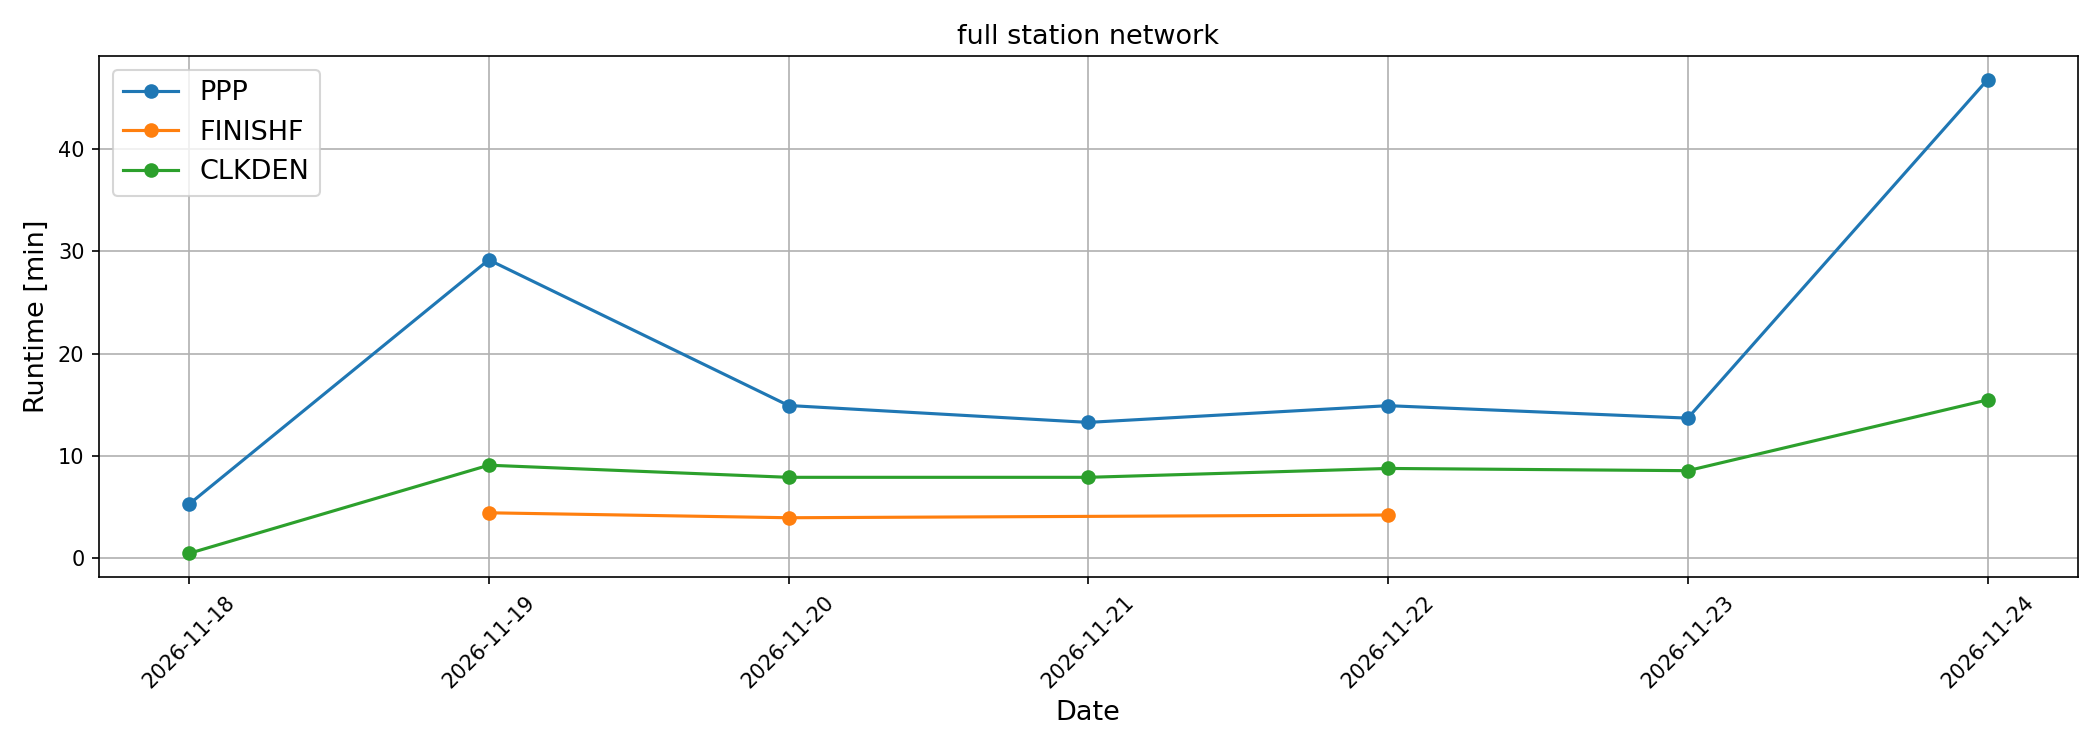 full station network
PPP
FINISHF
CLKDEN
Runtime [min]
40
30
20
10
0
2026-11-18
2026-11-19
2026-11-20
2026-11-21
2026-11-22
2026-11-23
2026-11-24
Date